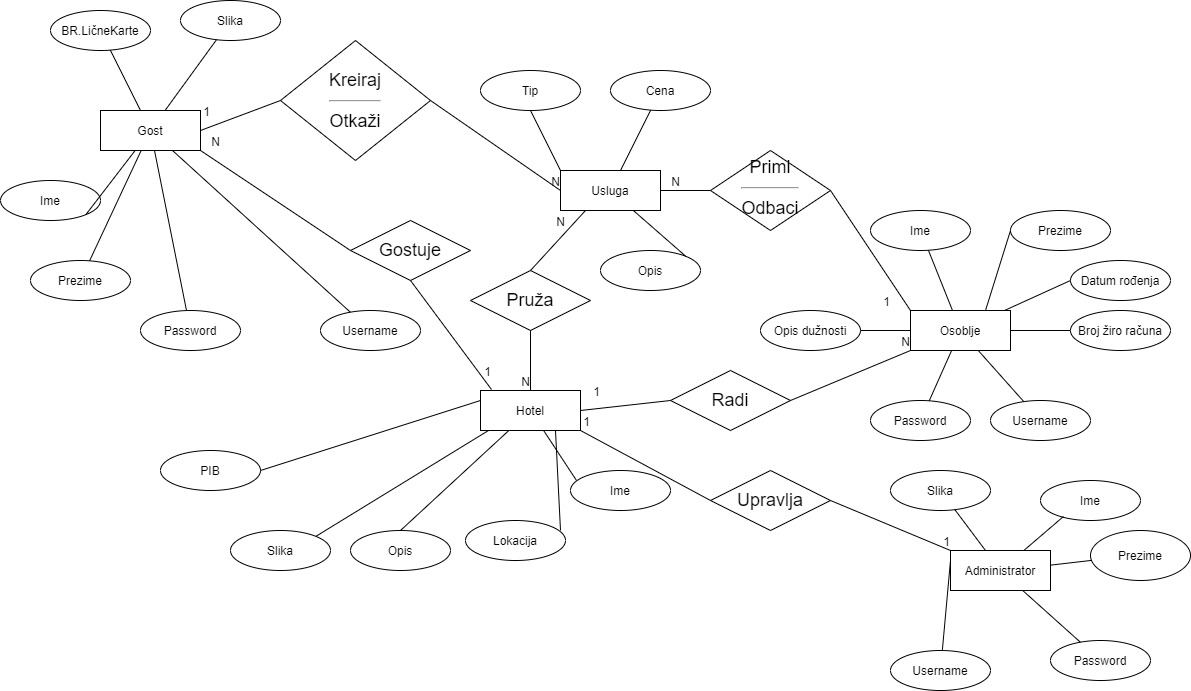 Slika
BR.LičneKarte
Kreiraj
Otkaži
Tip
Cena
1
Gost
N
Priml
Odbaci
N
N
Usluga
Ime
N
Ime
Prezime
Gostuje
Opis
Prezime
Datum rođenja
Pruža
1
Password
Username
Opis dužnosti
Osoblje
Broj žiro računa
N
1
N
1
Radi
Hotel
1
Password
Username
PIB
Ime
Upravlja
Slika
Ime
Slika
Opis
Lokacija
1
Prezime
Administrator
Username
Password